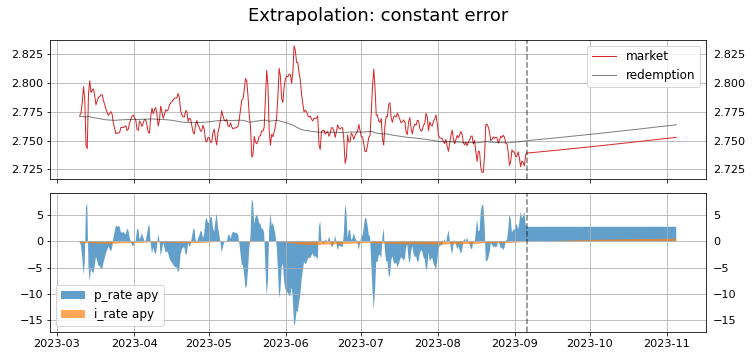 Extrapolation: constant error
2.825 2.825
market
redemption
2.800 2.800
2.775 2.775
2.750 2.750
2.725 2.725
5 5
0 0
−5 −5
−10 −10
−15 −15
p_rate apy
i_rate apy
2023-03 2023-04 2023-05 2023-06 2023-07 2023-08 2023-09 2023-10 2023-11